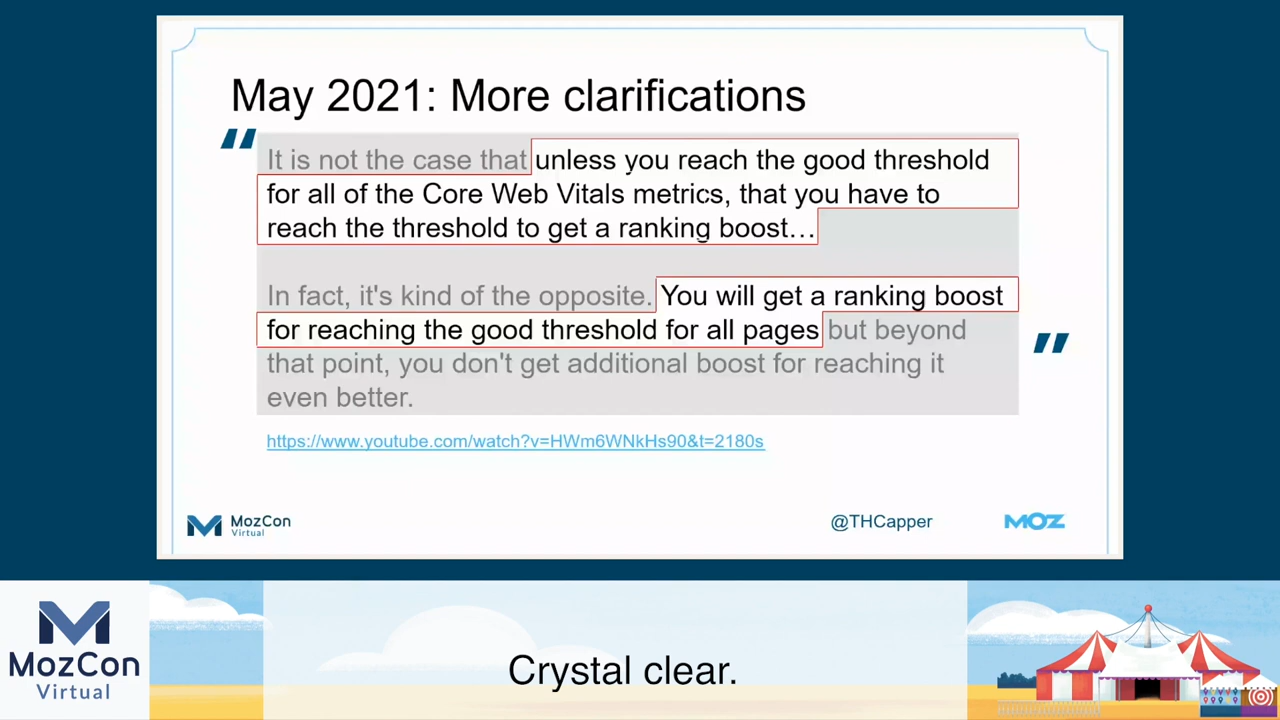 May 2021: More clarifications
“
It is not the case that unless you reach the good threshold
for all of the Core Web Vitals metrics, that you have to
reach the threshold to get a ranking boost…
In fact, it's kind of the opposite. You will get a ranking boost
for reaching the good threshold for all pages but beyond
that point, you don't get additional boost for reaching it
even better.
”
https://www.youtube.com/watch?v=HWm6WNkHs90&t=2180s
MozCon
Virtual
@THCapper
MOZ
MozCon
Virtual
Crystal clear.